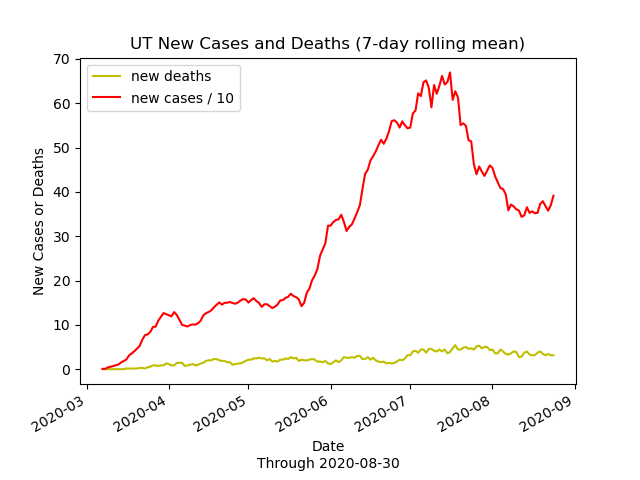 UT New Cases and Deaths (7-day rolling mean)
new deaths
new cases / 10
New Cases or Deaths
70
60
50
40
30
20
10
0
2020-03
2020-04
2020-05
2020-06
2020-07
2020-08
2020-09
Date
Through 2020-08-30